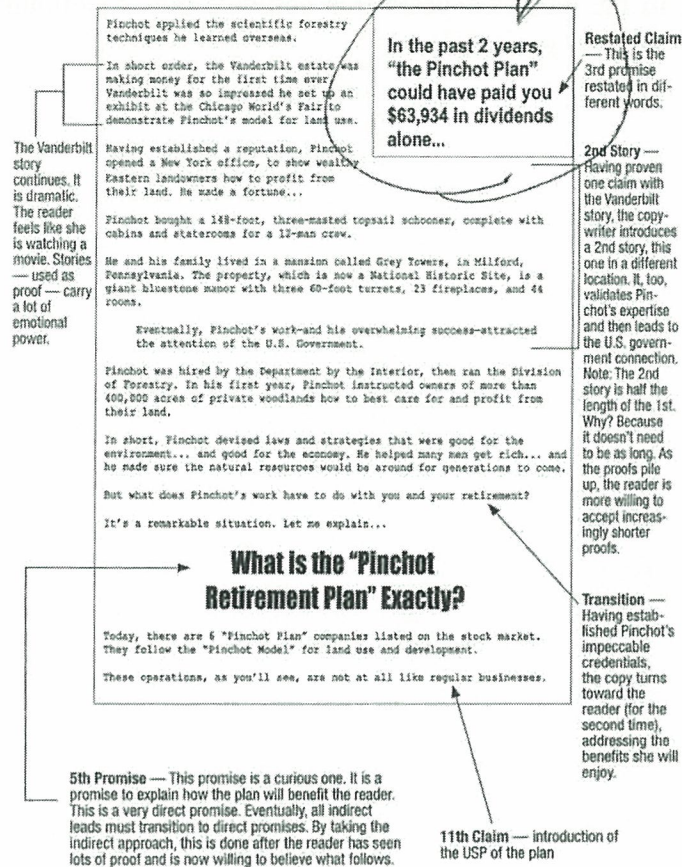 Pinchot applied the scientific forestry
techniques he learned overseas.
In short order, the Vanderbilt estate was
making money for the first time ever.
Vanderbilt was so impressed he set up an
exhibit at the Chicago World's Fair to
demonstrate Pinchot's model for land use.
Having established a reputation, Pinchot
opened a New York office, to show wealthy
Eastern landowners how to profit from
their land. He made a fortune...
Pinchot bought a 148-foot, three-masted topsail schooner, complete with
cabins and staterooms for a 12-man crew.
He and his family lived in a mansion called Grey Towers, in Milford,
Pennsylvania. The property, which is now a National Historic Site, is a
giant bluestone manor with three 60-foot turrets, 23 fireplaces, and 44
rooms.
Eventually, Pinchot's work—and his overwhelming success—attracted
the attention of the U.S. Government.
Pinchot was hired by the Department by the Interior, then ran the Division
of Forestry. In his first year, Pinchot instructed owners of more than
400,000 acres of private woodlands how to best care for and profit from
their land.
In short, Pinchot devised laws and strategies that were good for the
environment... and good for the economy. He helped many men get rich... and
he made sure the natural resources would be around for generations to come.
But what does Pinchot's work have to do with you and your retirement?
It's a remarkable situation. Let me explain...
What is the "Pinchot
Retirement Plan" Exactly?
Today, there are 6 "Pinchot Plan" companies listed on the stock market.
They follow the "Pinchot Model" for land use and development.
These operations, as you'll see, are not at all like regular businesses.
In the past 2 years,
"the Pinchot Plan"
could have paid you
$63,934 in dividends
alone...
The Vanderbilt
story
continues. It
is dramatic.
The reader
feels like she
is watching a
movie. Stories
— used as
proof — carry
a lot of
emotional
power.
Restated Claim
— This is the
3rd promise
restated in dif-
ferent words.
2nd Story —
Having proven
one claim with
the Vanderbilt
story, the copy-
writer introduces
a 2nd story, this
one in a different
location. It, too,
validates Pin-
chot's expertise
and then leads to
the U.S. govern-
ment connection.
Note: The 2nd
story is half the
length of the 1st.
Why? Because
it doesn't need
to be as long. As
the proofs pile
up, the reader is
more willing to
accept increas-
ingly shorter
proofs.
Transition —
Having estab-
lished Pinchot's
impeccable
credentials,
the copy turns
toward the
reader (for the
second time),
addressing the
benefits she will
enjoy.
5th Promise — This promise is a curious one. It is a
promise to explain how the plan will benefit the reader.
This is a very direct promise. Eventually, all indirect
leads must transition to direct promises. By taking the
indirect approach, this is done after the reader has seen
lots of proof and is now willing to believe what follows.
11th Claim — introduction of
the USP of the plan